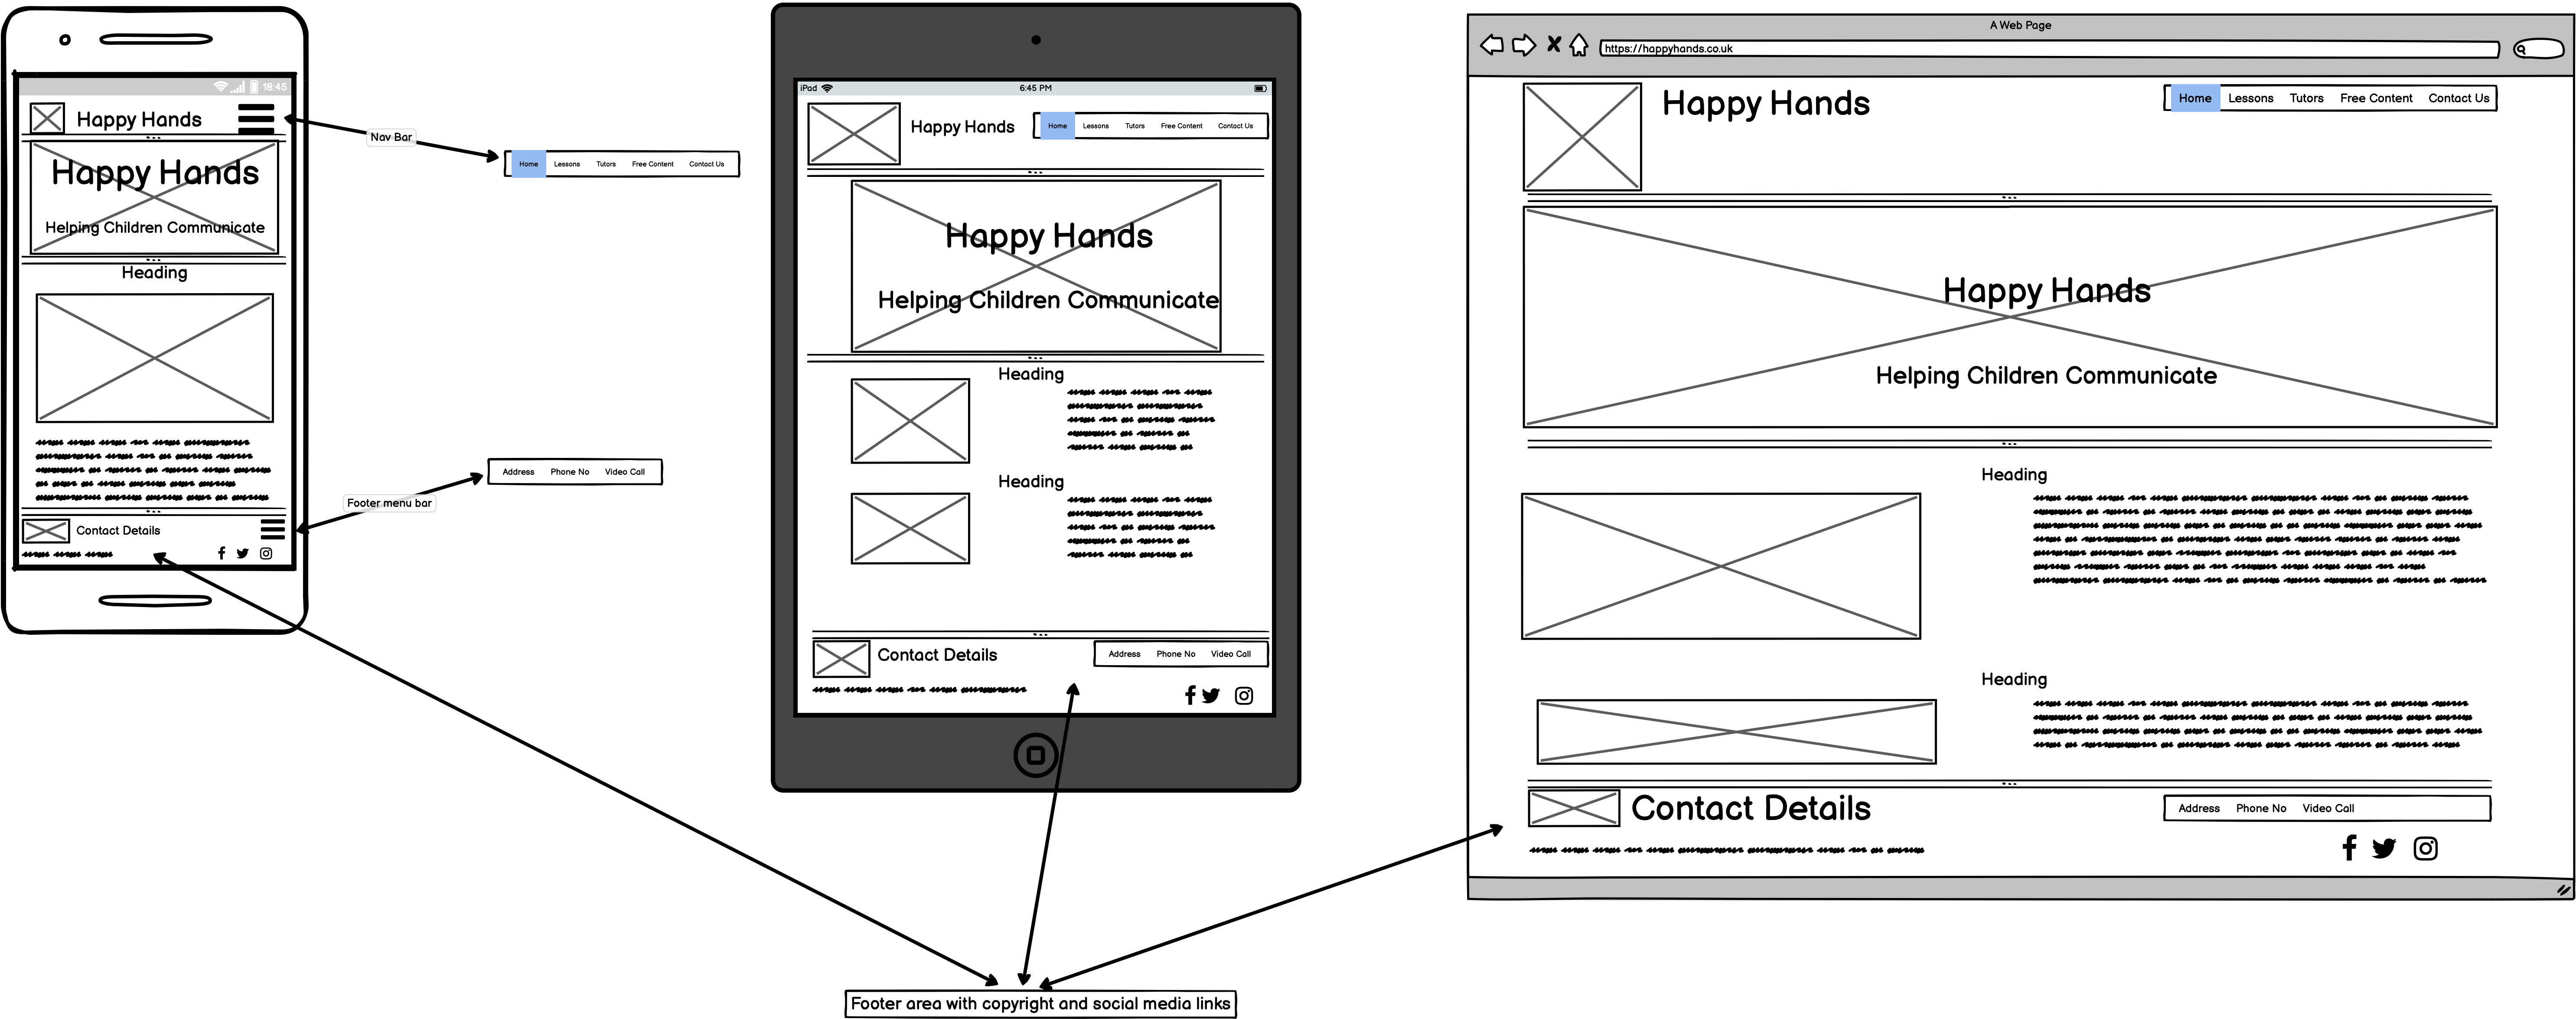 18:45
Happy Hands
Happy Hands
Helping Children Communicate
Heading
Contact Details
Nav Bar
Home Lessons Tutors Free Content Contact Us
Footer menu bar
Address Phone No Video Call
iPad 6:45 PM
Happy Hands
Home Lessons Tutors Free Content Contact Us
Happy Hands
Helping Children Communicate
Heading
Heading
Contact Details
Address Phone No Video Call
A Web Page
https://happyhands.co.uk
Happy Hands
Home Lessons Tutors Free Content Contact Us
Happy Hands
Helping Children Communicate
Heading
Heading
Contact Details
Address Phone No Video Call
Footer area with copyright and social media links